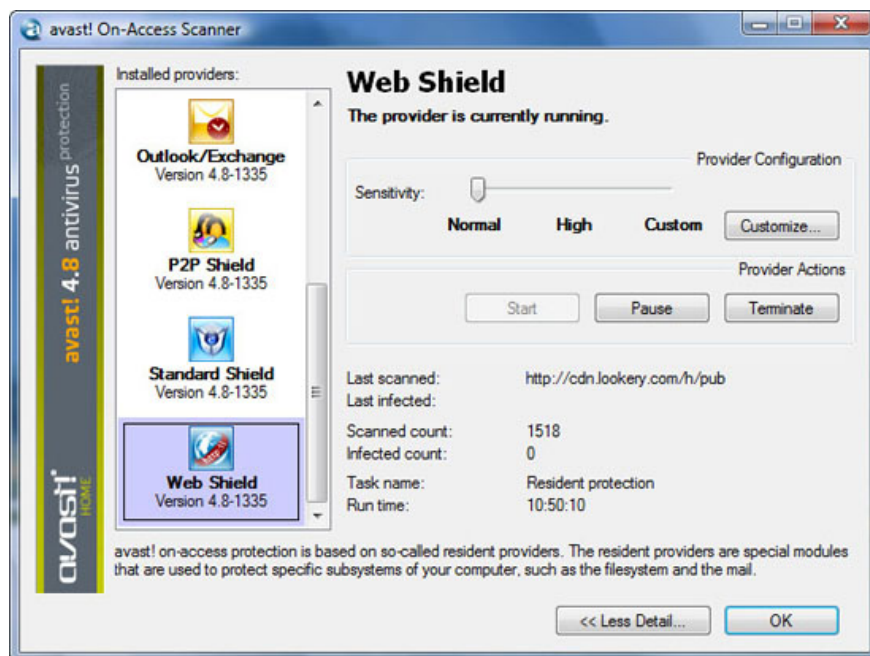 avast! On-Access Scanner
avast! 4.8 antivirus protection
avast! HOME
Installed providers:
Outlook/Exchange
Version 4.8-1335
P2P Shield
Version 4.8-1335
Standard Shield
Version 4.8-1335
Web Shield
Version 4.8-1335
Web Shield
The provider is currently running.
Provider Configuration
Sensitivity:
Normal High Custom Customize...
Provider Actions
Start Pause Terminate
Last scanned: http://cdn.lookery.com/h/pub
Last infected:
Scanned count: 1518
Infected count: 0
Task name: Resident protection
Run time: 10:50:10
avast! on-access protection is based on so-called resident providers. The resident providers are special modules
that are used to protect specific subsystems of your computer, such as the filesystem and the mail.
<< Less Detail... OK